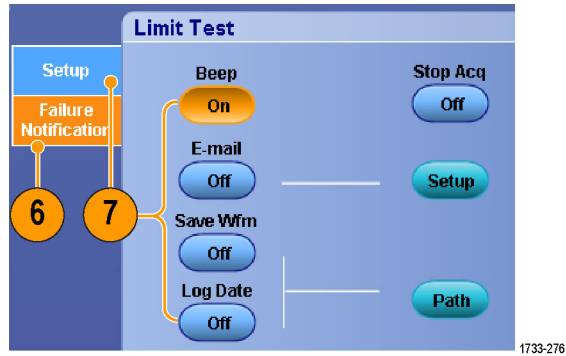 Limit Test
Setup
Failure
Notification
Beep
On
Stop Acq
Off
E-mail
Off
Setup
Save Wfm
Off
Log Date
Off
Path
6
7
1733-276